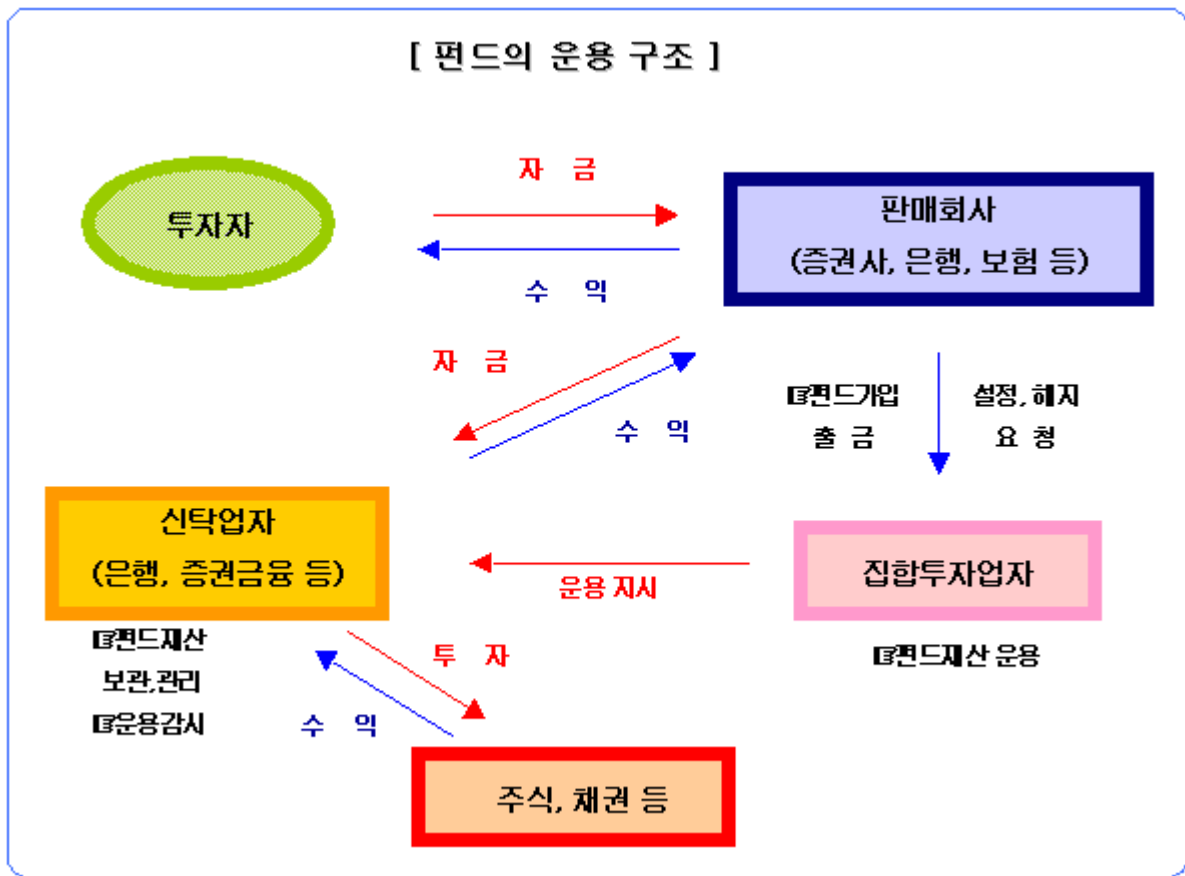 [ 펀드의 운용 구조 ]
자 금
투자자
판매회사
(증권사, 은행, 보험 등)
수 익
자 금
수 익
☞펀드가입
출 금
설정, 해지
요 청
신탁업자
(은행, 증권금융 등)
운용 지시
집합투자업자
☞펀드재산
보관,관리
☞운용감시
투 자
수 익
☞펀드재산 운용
주식, 채권 등